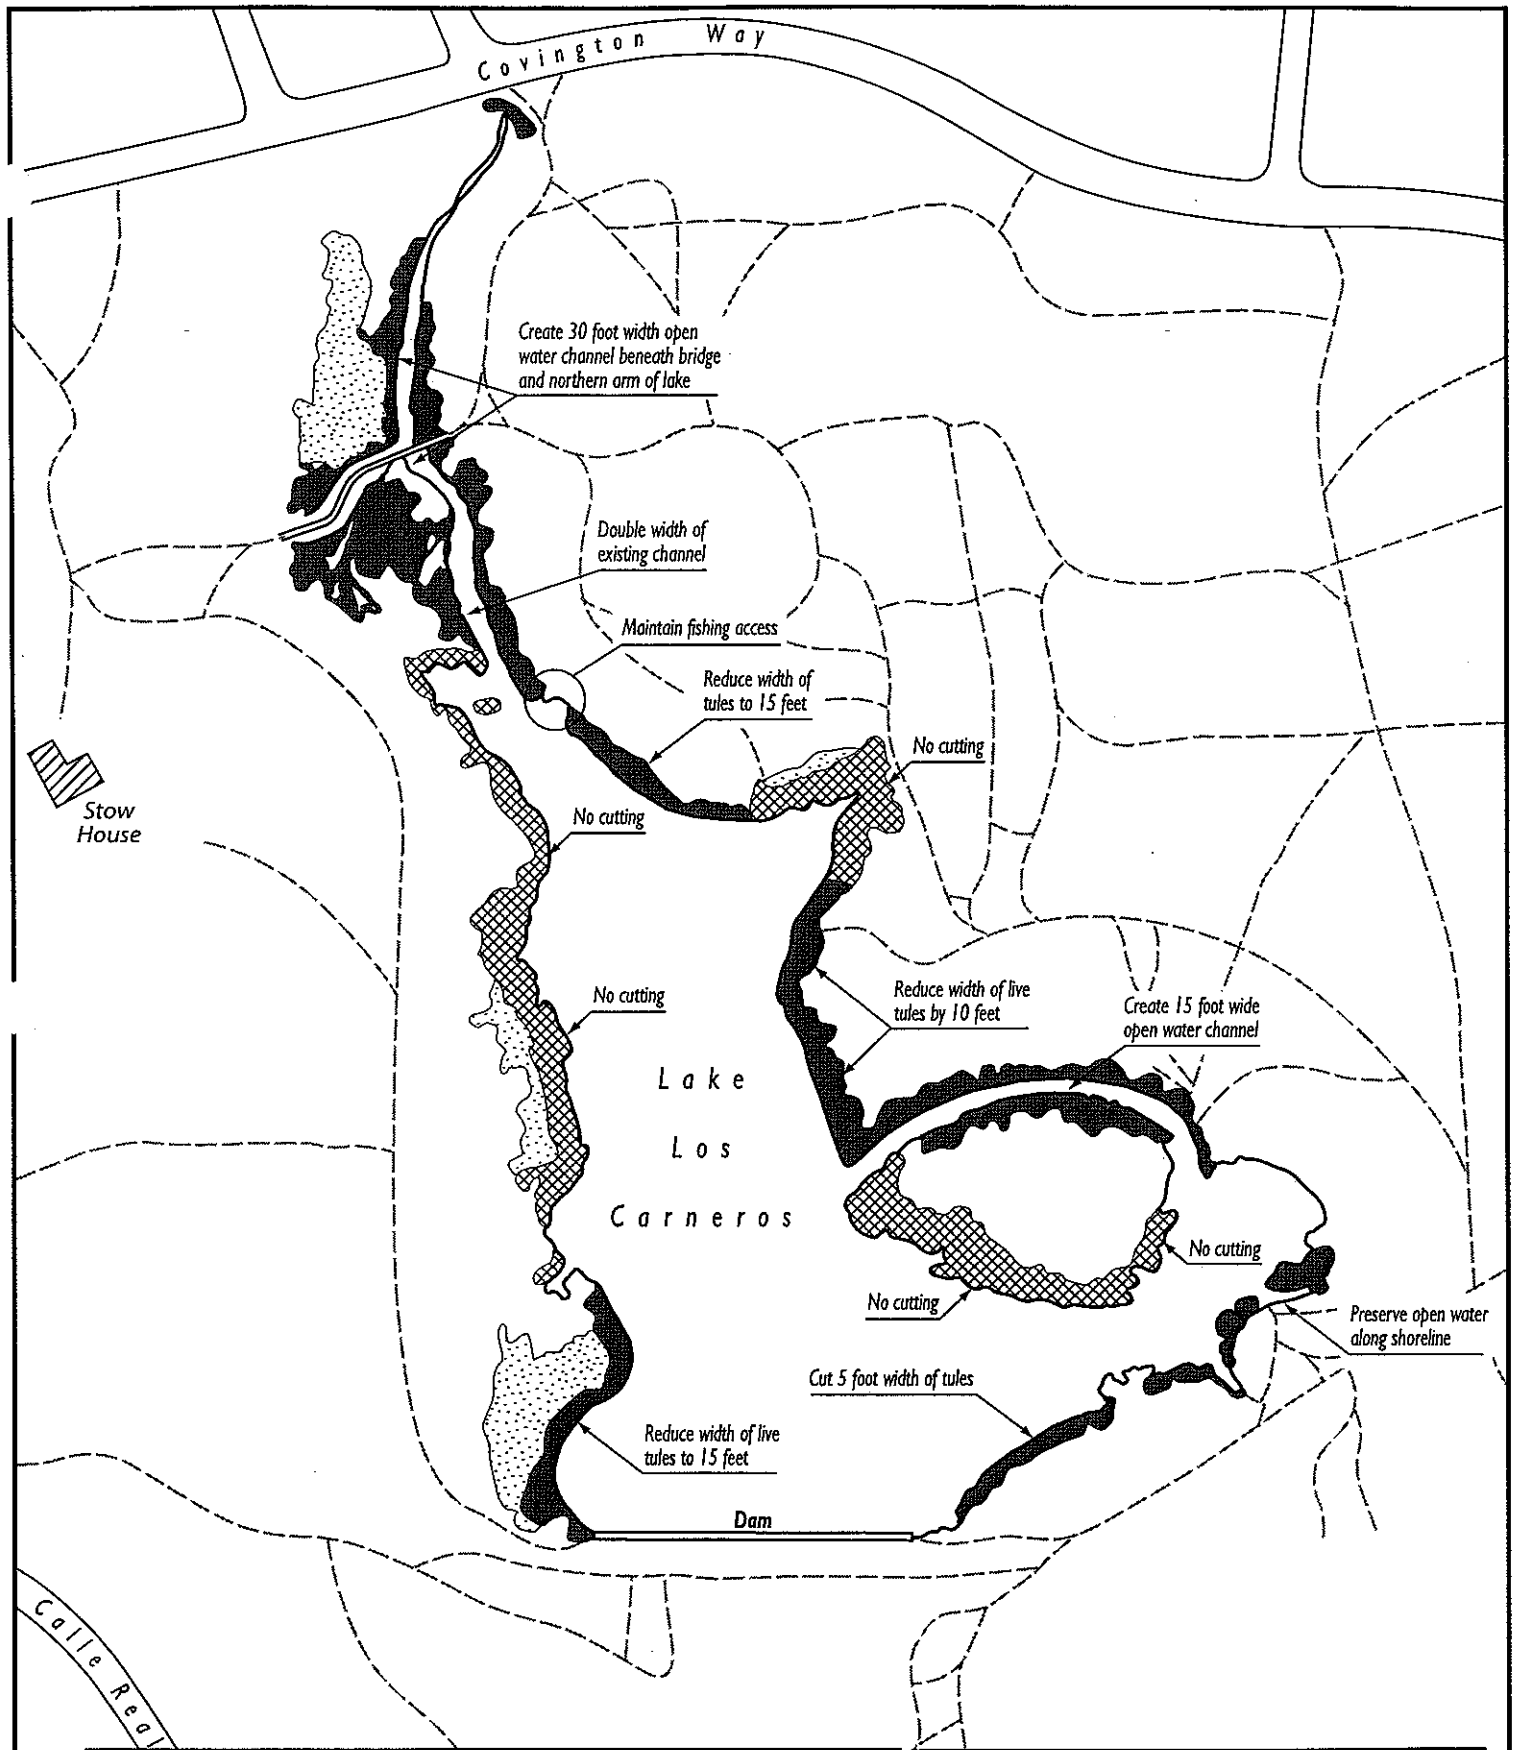 Covington Way
Create 30 foot width open
water channel beneath bridge
and northern arm of lake
Double width of
existing channel
Maintain fishing access
Reduce width of
tules to 15 feet
No cutting
Stow
House
No cutting
No cutting
Reduce width of live
tules by 10 feet
Create 15 foot wide
open water channel
Lake
Los
Carneros
No cutting
No cutting
Preserve open water
along shoreline
Cut 5 foot width of tules
Reduce width of live
tules to 15 feet
Dam
Calle Real